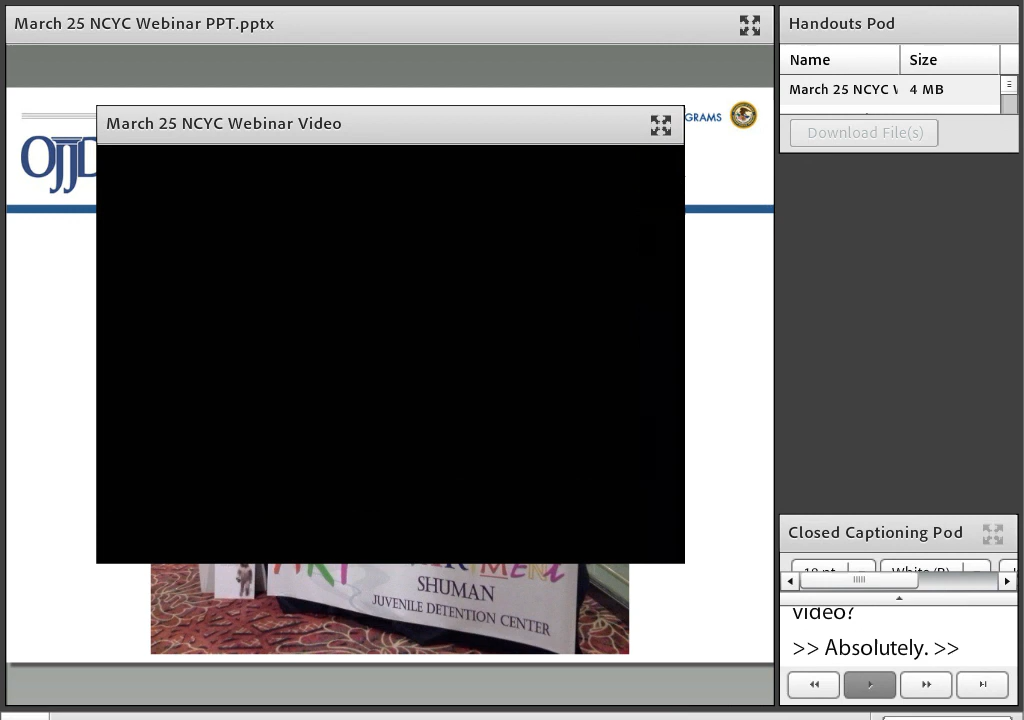 March 25 NCYC Webinar PPT.pptx
Handouts Pod
Name Size
March 25 NCYC 4 MB
Download File(s)
GRAMS
March 25 NCYC Webinar Video
OJJD
SHUMAN
JUVENILE DETENTION CENTER
Closed Captioning Pod
video?
>> Absolutely. >>